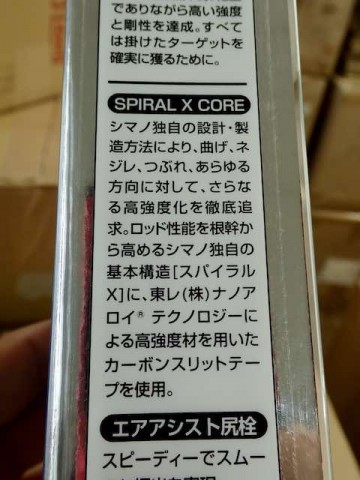 でありながら高い強度
と剛性を達成。すべて
は掛けたターゲットを
確実に獲るために。
SPIRAL X CORE
シマノ独自の設計・製
造方法により、曲げ、ネ
ジレ、つぶれ、あらゆる
方向に対して、さらな
る高強度化を徹底追
求。ロッド性能を根幹か
ら高めるシマノ独自の
基本構造[スパイラル
X]に、東レ(株)ナノア
ロイ® テクノロジーに
よる高強度材を用いた
カーボンスリットテー
プを使用。
エアアシスト尻栓
スピーディーでスムー